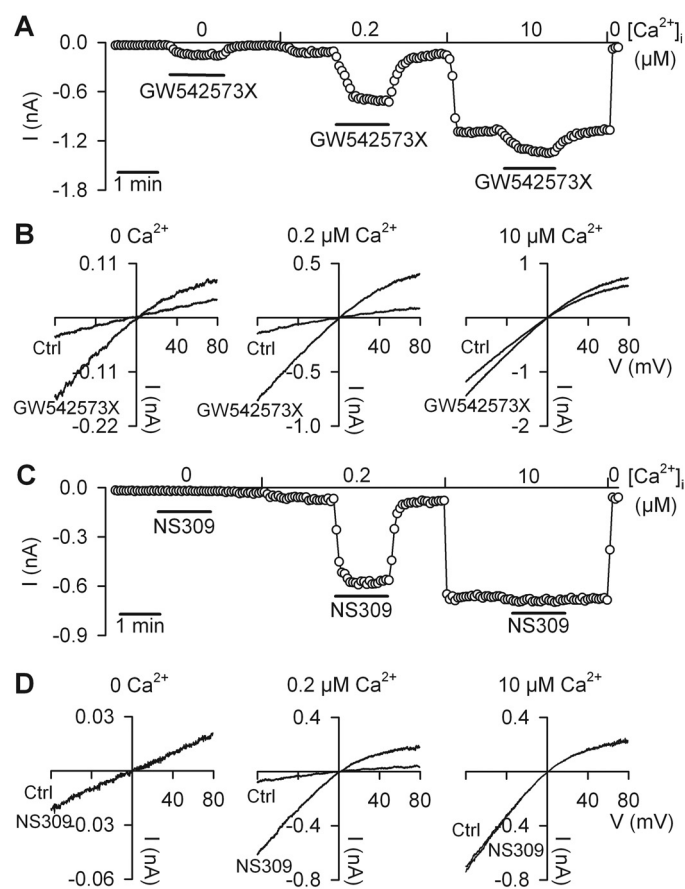 A
0 0.2 10 0 [Ca²⁺]ᵢ
(µM)
0.0
-0.6
-1.2
-1.8
I (nA)
GW542573X
GW542573X
GW542573X
1 min
B
0 Ca²⁺ 0.2 µM Ca²⁺ 10 µM Ca²⁺
0.11 0.5 1
Ctrl 40 80 Ctrl 40 80 Ctrl 40 80
V (mV)
-0.11 -0.5 -1
GW542573X GW542573X GW542573X
-0.22 -1.0 -2
I (nA) I (nA) I (nA)
C
0 0.2 10 0 [Ca²⁺]ᵢ
(µM)
0.0
-0.3
-0.6
-0.9
I (nA)
NS309
NS309
NS309
1 min
D
0 Ca²⁺ 0.2 µM Ca²⁺ 10 µM Ca²⁺
0.03 0.4 0.4
Ctrl 40 80 Ctrl 40 80 Ctrl 40 80
V (mV)
NS309 -0.03 -0.4 -0.4
NS309 NS309
-0.06 -0.8 -0.8
I (nA) I (nA) I (nA)